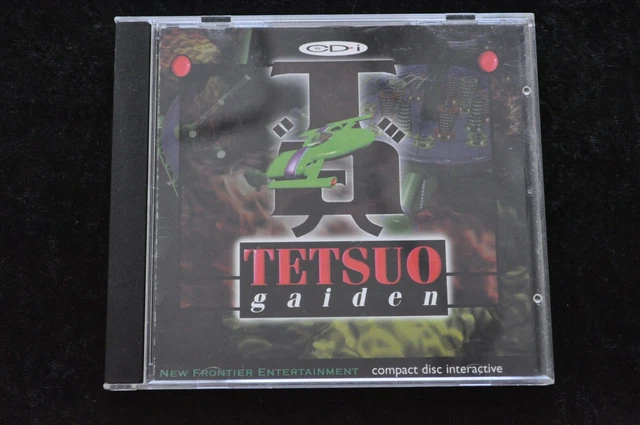 CD-i
TETSUO
gaiden
NEW FRONTIER ENTERTAINMENT compact disc interactive